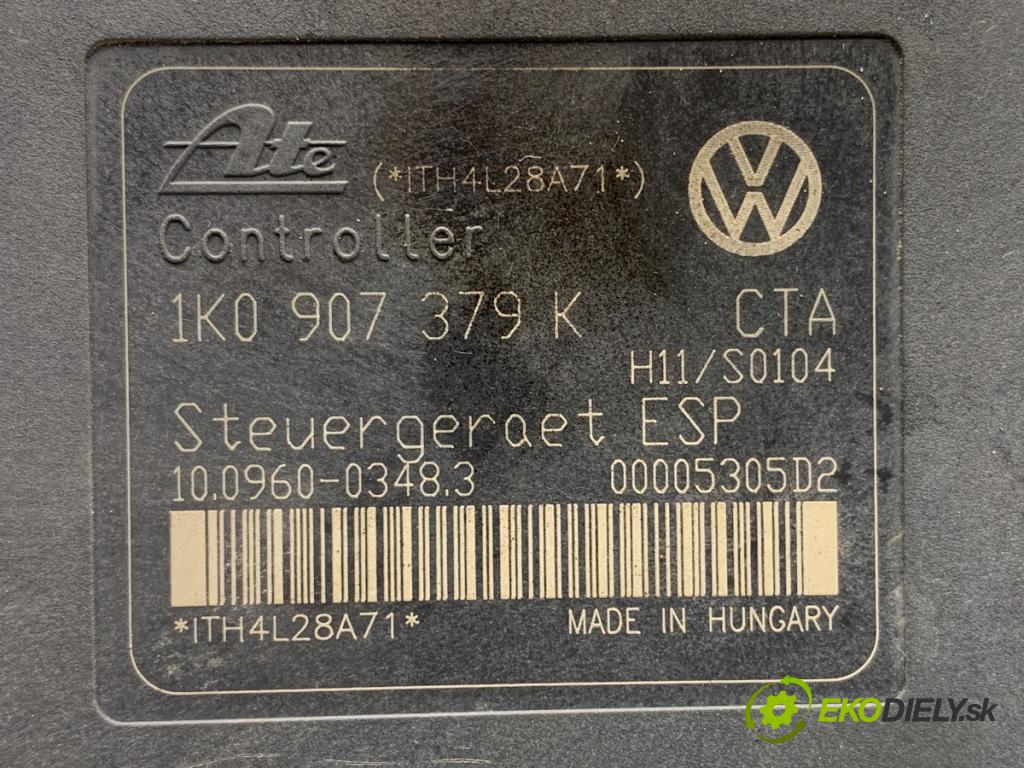 Ate (*ITH4L28A71*)
Controller
1K0 907 379 K CTA
H11/S0104
Steuergeraet ESP
10.0960-0348.3 00005305D2
*ITH4L28A71* MADE IN HUNGARY
EKODIELY.sk